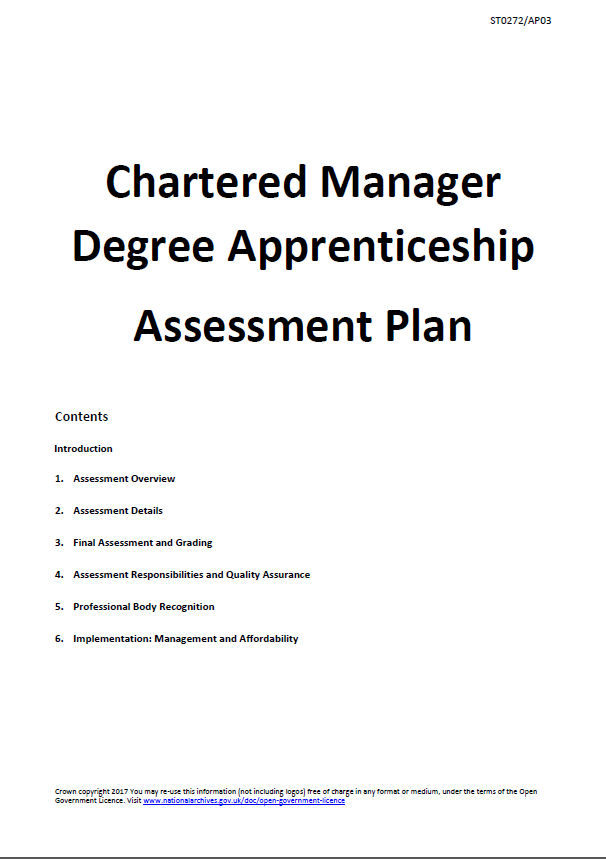 ST0272/AP03
Chartered Manager
Degree Apprenticeship
Assessment Plan
Contents
Introduction
1. Assessment Overview
2. Assessment Details
3. Final Assessment and Grading
4. Assessment Responsibilities and Quality Assurance
5. Professional Body Recognition
6. Implementation: Management and Affordability
Crown copyright 2017 You may re-use this information (not including logos) free of charge in any format or medium, under the terms of the Open
Government Licence. Visit www.nationalarchives.gov.uk/doc/open-government-licence